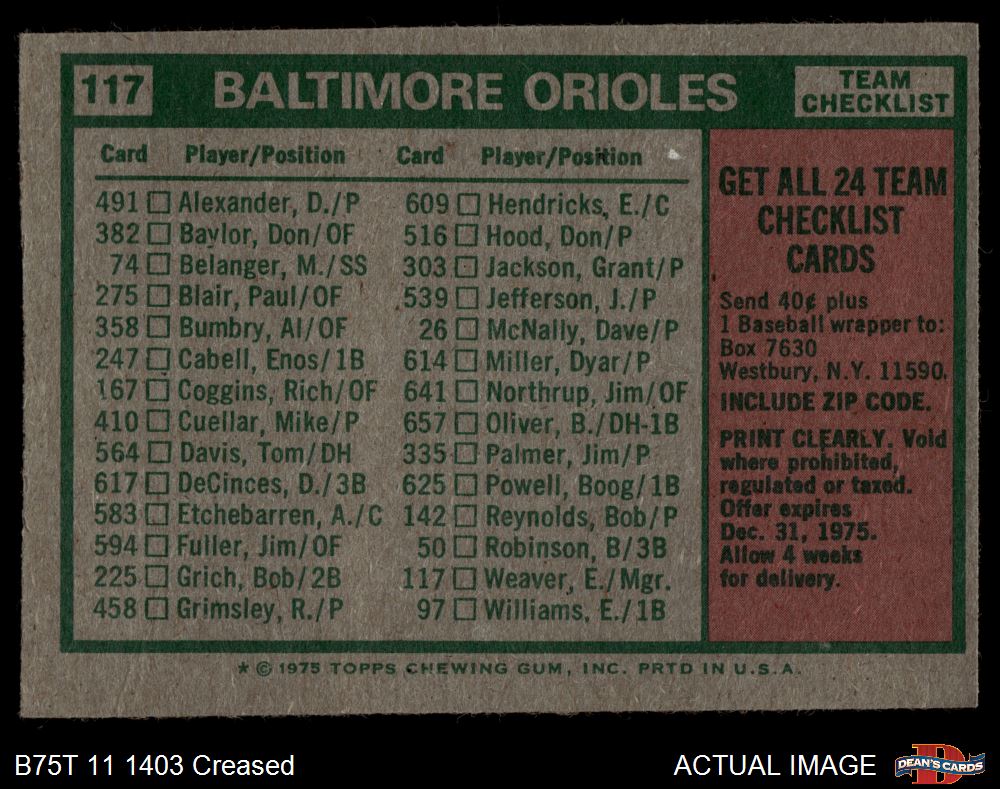 117 BALTIMORE ORIOLES TEAM CHECKLIST
Card Player/Position Card Player/Position
491 Alexander, D./P
382 Baylor, Don/OF
74 Belanger, M./SS
275 Blair, Paul/OF
358 Bumbry, Al/OF
247 Cabell, Enos/1B
167 Coggins, Rich/OF
410 Cuellar, Mike/P
564 Davis, Tom/DH
617 DeCinces, D./3B
583 Etchebarren, A./C
594 Fuller, Jim/OF
225 Grich, Bob/2B
458 Grimsley, R./P
609 Hendricks, E./C
516 Hood, Don/P
303 Jackson, Grant/P
539 Jefferson, J./P
26 McNally, Dave/P
614 Miller, Dyar/P
641 Northrup, Jim/OF
657 Oliver, B./DH-1B
335 Palmer, Jim/P
625 Powell, Boog/1B
142 Reynolds, Bob/P
50 Robinson, B/3B
117 Weaver, E./Mgr.
97 Williams, E./1B
GET ALL 24 TEAM
CHECKLIST
CARDS
Send 40¢ plus
1 Baseball wrapper to:
Box 7630
Westbury, N.Y. 11590.
INCLUDE ZIP CODE.
PRINT CLEARLY. Void
where prohibited,
regulated or taxed.
Offer expires
Dec. 31, 1975.
Allow 4 weeks
for delivery.
* © 1975 TOPPS CHEWING GUM, INC. PRTD IN U.S.A.
B75T 11 1403 Creased
ACTUAL IMAGE
DEAN'S CARDS